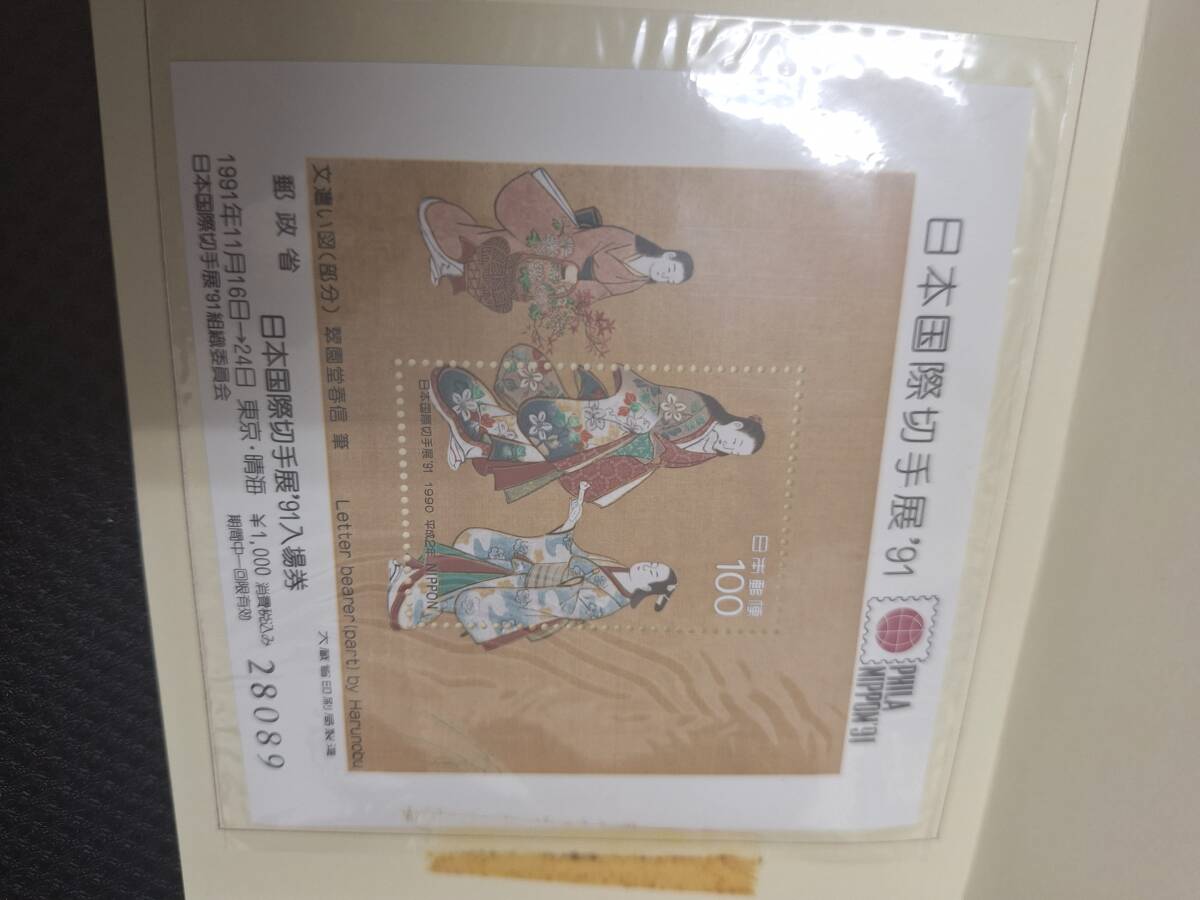 日本国際切手展'91
PHILA
NIPPON'91
日本郵便
100
日本国際切手展'91 1990 平成2年 NIPPON
文遣い図(部分) 翠園堂春信 筆 Letter bearer(part) by Harunobu
大蔵省印刷局製造
郵政省 日本国際切手展'91入場券
1991年11月16日→24日 東京・晴海 ¥1,000 消費税込み
日本国際切手展'91組織委員会 期間中一回限有効
28089